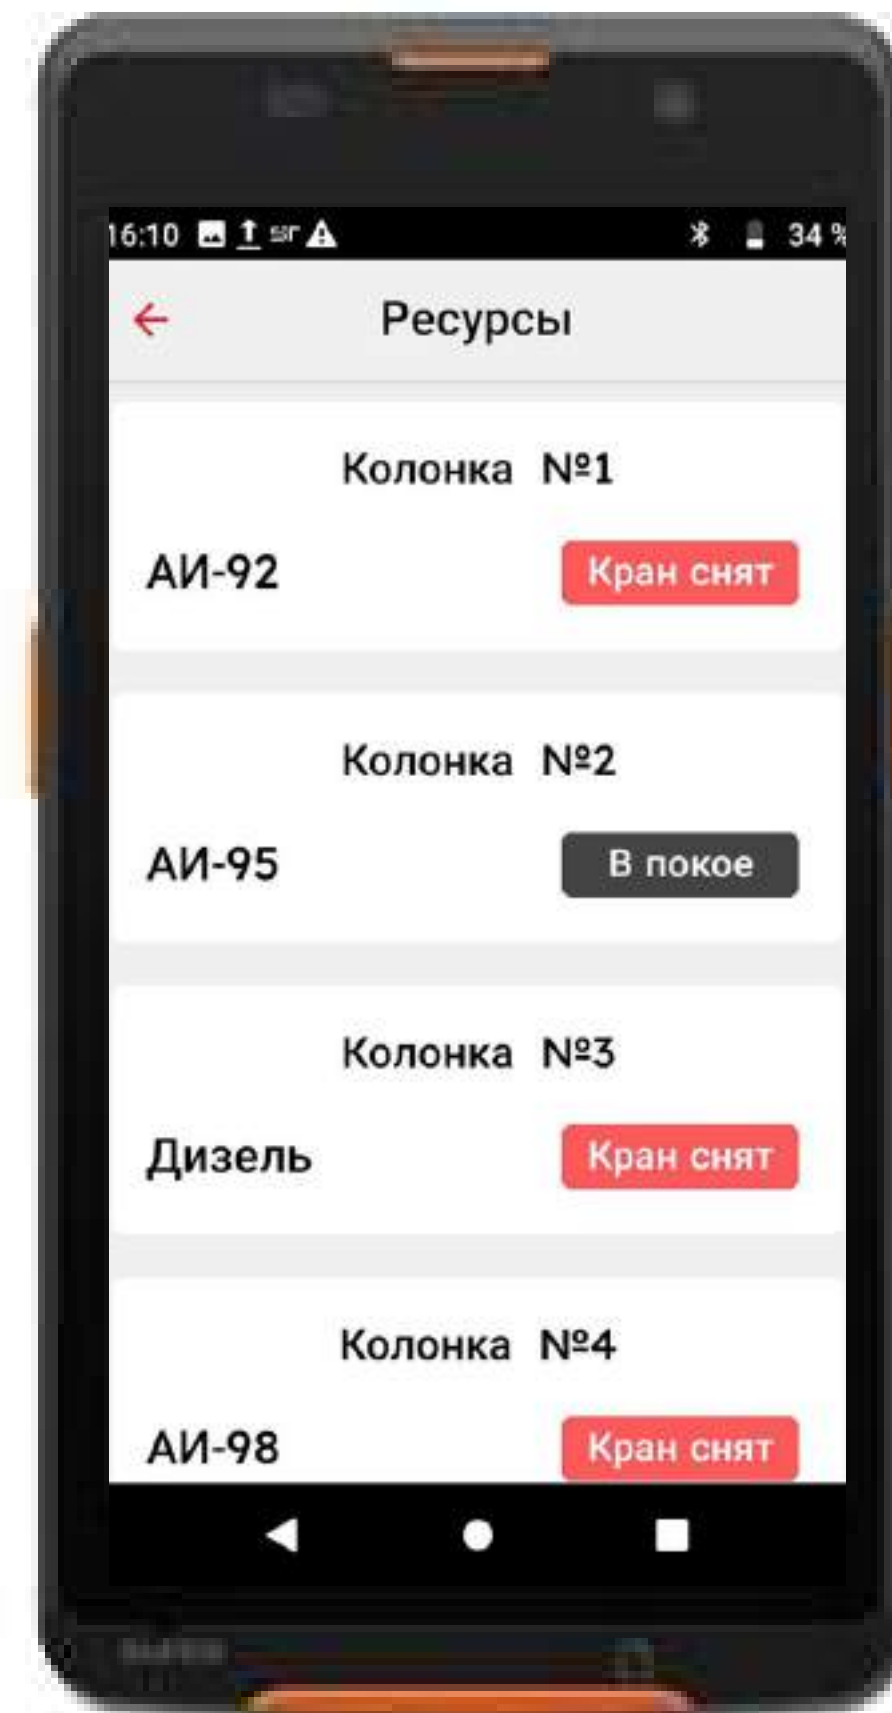 16:10 34 %
Ресурсы
Колонка №1
АИ-92 Кран снят
Колонка №2
АИ-95 В покое
Колонка №3
Дизель Кран снят
Колонка №4
АИ-98 Кран снят